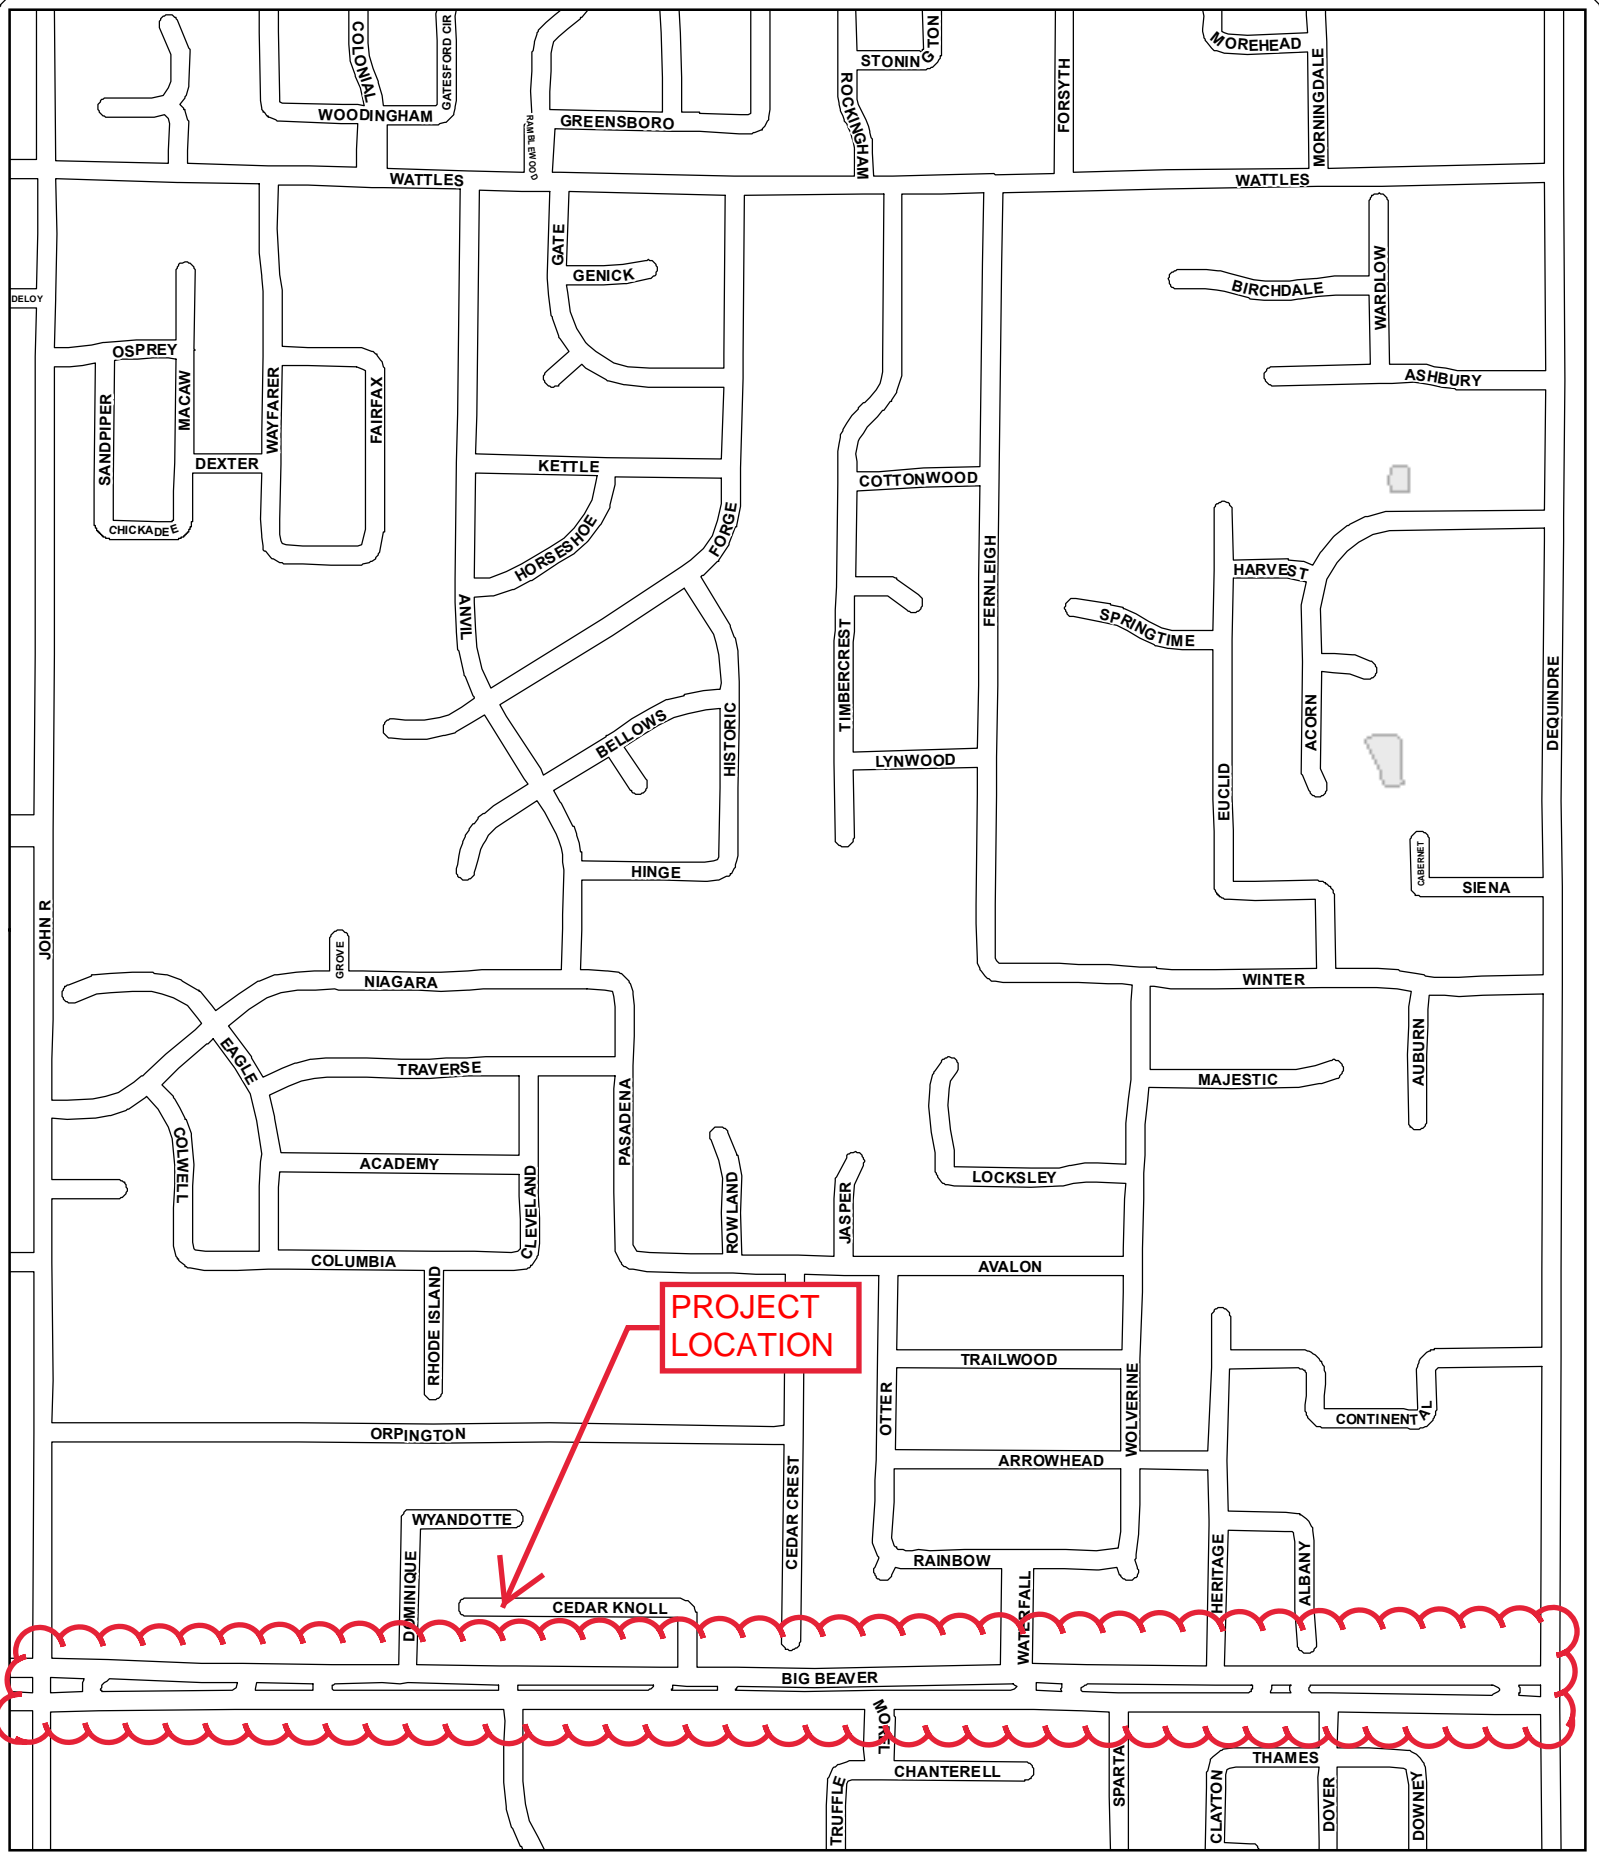 COLONIAL
GATESFORD CIR
WOODINGHAM
RAMBLEWOOD
GREENSBORO
ROCKINGHAM
STONINGTON
FORSYTH
MOREHEAD
MORNINGDALE
WATTLES
WATTLES
GATE
GENICK
BIRCHDALE
WARDLOW
DELOY
OSPREY
MACAW
SANDPIPER
WAYFARER
FAIRFAX
DEXTER
CHICKADEE
ASHBURY
KETTLE
HORSESHOE
FORGE
COTTONWOOD
FERNLEIGH
HARVEST
SPRINGTIME
ANVIL
TIMBERCREST
BELLOWS
HISTORIC
LYNWOOD
EUCLID
ACORN
DEQUINDRE
CABERNET
SIENA
HINGE
JOHN R
GROVE
NIAGARA
WINTER
EAGLE
TRAVERSE
PASADENA
MAJESTIC
AUBURN
COLWELL
ACADEMY
CLEVELAND
ROWLAND
JASPER
LOCKSLEY
COLUMBIA
RHODE ISLAND
AVALON
PROJECT
LOCATION
TRAILWOOD
OTTER
WOLVERINE
CONTINENTAL
ORPINGTON
CEDAR CREST
ARROWHEAD
WYANDOTTE
DOMINIQUE
RAINBOW
WATERFALL
HERITAGE
ALBANY
CEDAR KNOLL
BIG BEAVER
MOREL
CHANTERELL
TRUFFLE
SPARTA
THAMES
CLAYTON
DOVER
DOWNEY